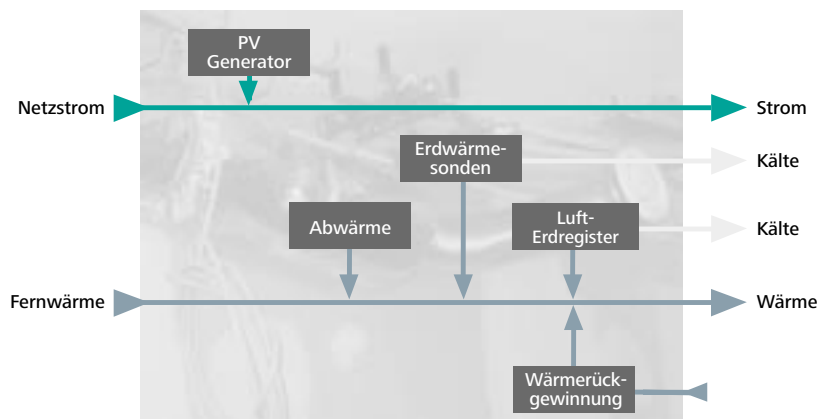 PV
Generator
Netzstrom
Strom
Erdwärme-
sonden
Kälte
Abwärme
Luft-
Erdregister
Kälte
Fernwärme
Wärme
Wärmerück-
gewinnung